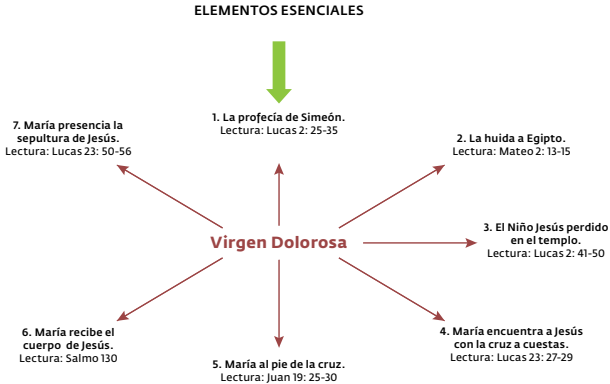 ELEMENTOS ESENCIALES
1. La profecía de Simeón.
Lectura: Lucas 2: 25-35
2. La huida a Egipto.
Lectura: Mateo 2: 13-15
3. El Niño Jesús perdido
en el templo.
Lectura: Lucas 2: 41-50
4. María encuentra a Jesús
con la cruz a cuestas.
Lectura: Lucas 23: 27-29
5. María al pie de la cruz.
Lectura: Juan 19: 25-30
6. María recibe el
cuerpo de Jesús.
Lectura: Salmo 130
7. María presencia la
sepultura de Jesús.
Lectura: Lucas 23: 50-56
Virgen Dolorosa